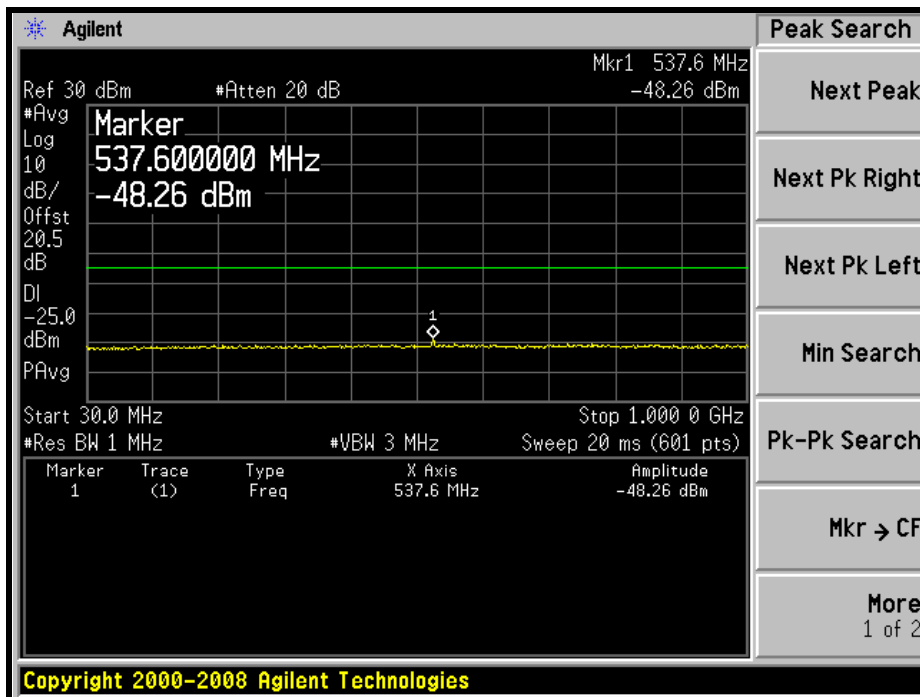 Agilent
Peak Search
Mkr1 537.6 MHz
Ref 30 dBm #Atten 20 dB -48.26 dBm
#Avg
Log
10
dB/
Offst
20.5
dB
DI
-25.0
dBm
PAvg
Marker
537.600000 MHz
-48.26 dBm
1
Start 30.0 MHz Stop 1.000 0 GHz
#Res BW 1 MHz #VBW 3 MHz Sweep 20 ms (601 pts)
Marker Trace Type X Axis Amplitude
1 (1) Freq 537.6 MHz -48.26 dBm
Next Peak
Next Pk Right
Next Pk Left
Min Search
Pk-Pk Search
Mkr → CF
More
1 of 2
Copyright 2000-2008 Agilent Technologies